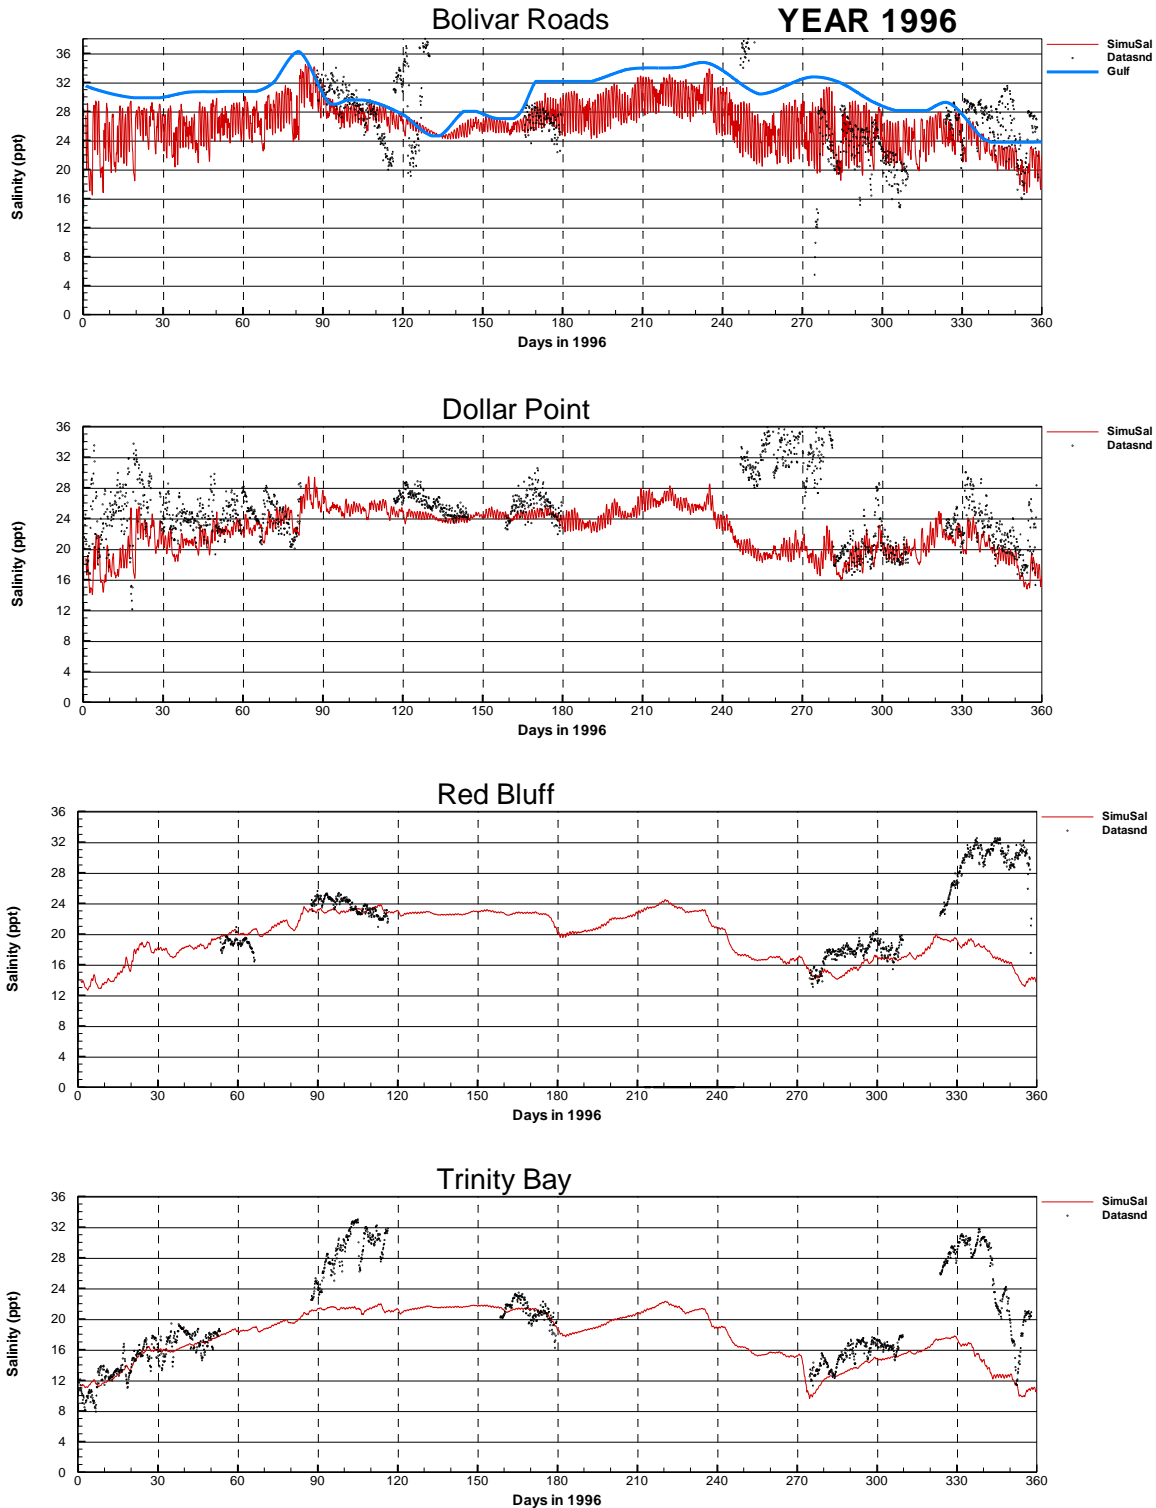 Bolivar Roads YEAR 1996
SimuSal
Datasnd
Gulf
36
32
28
24
20
16
12
8
4
0
Salinity (ppt)
0 30 60 90 120 150 180 210 240 270 300 330 360
Days in 1996
Dollar Point
SimuSal
Datasnd
36
32
28
24
20
16
12
8
4
0
Salinity (ppt)
0 30 60 90 120 150 180 210 240 270 300 330 360
Days in 1996
Red Bluff
SimuSal
Datasnd
36
32
28
24
20
16
12
8
4
0
Salinity (ppt)
0 30 60 90 120 150 180 210 240 270 300 330 360
Days in 1996
Trinity Bay
SimuSal
Datasnd
36
32
28
24
20
16
12
8
4
0
Salinity (ppt)
0 30 60 90 120 150 180 210 240 270 300 330 360
Days in 1996